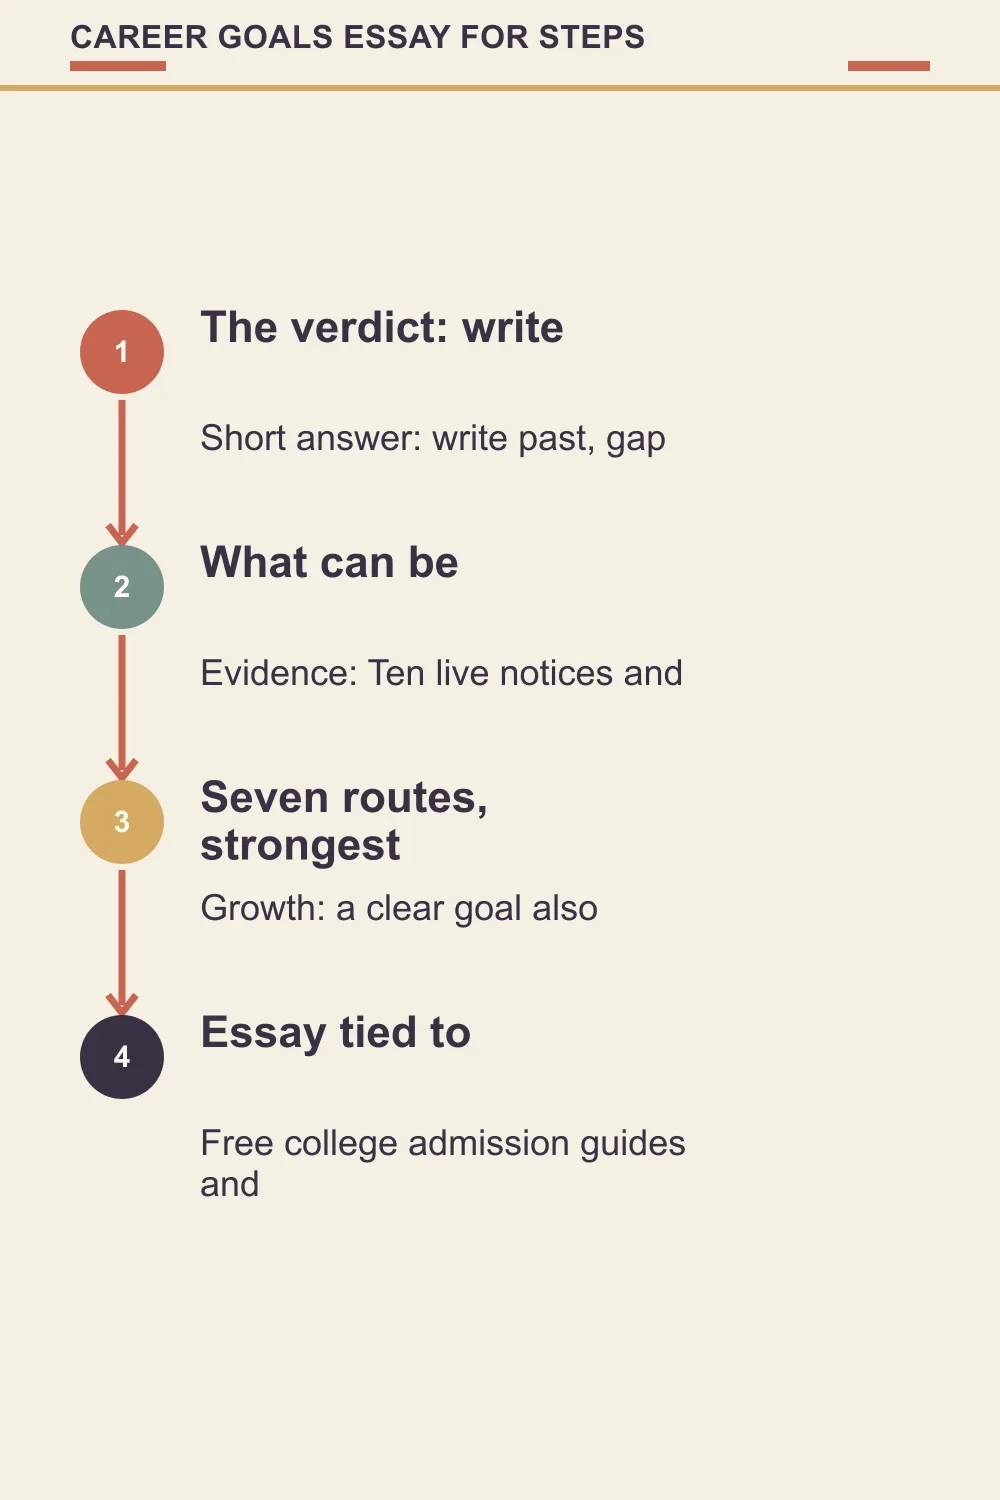 CAREER GOALS ESSAY FOR STEPS
1
The verdict: write
Short answer: write past, gap
2
What can be
Evidence: Ten live notices and
3
Seven routes,
strongest
Growth: a clear goal also
4
Essay tied to
Free college admission guides
and